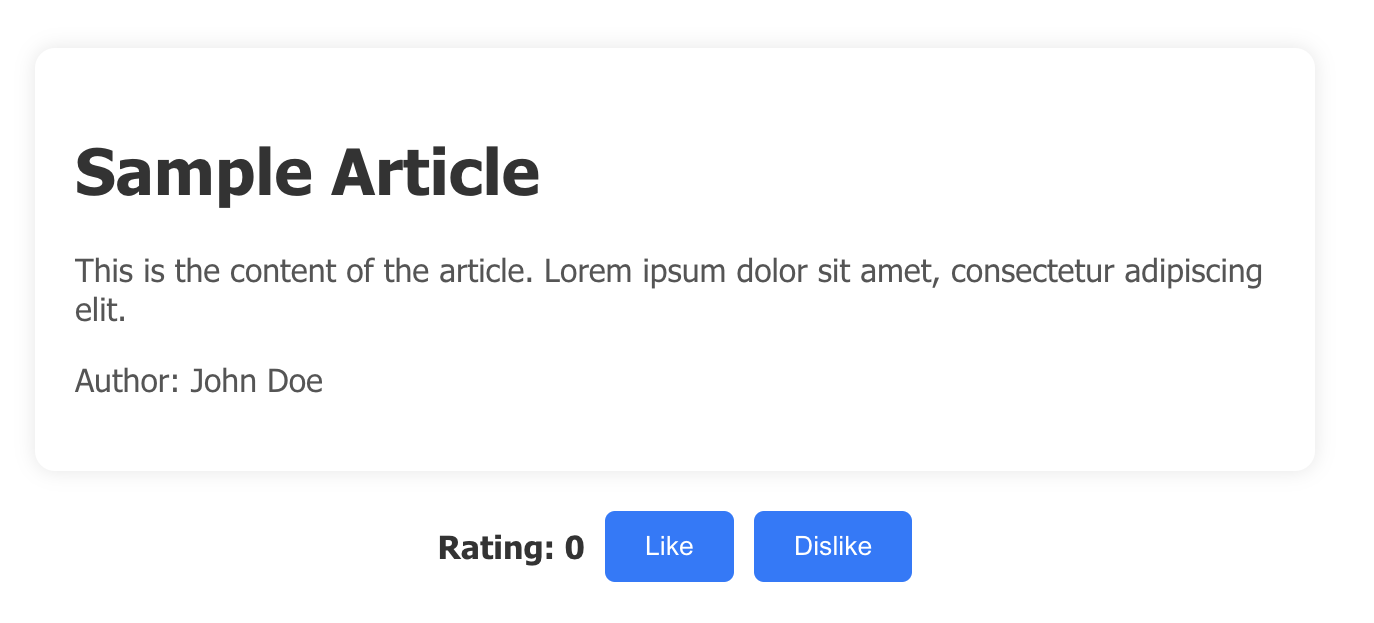 Sample Article
This is the content of the article. Lorem ipsum dolor sit amet, consectetur adipiscing
elit.
Author: John Doe
Rating: 0 Like Dislike